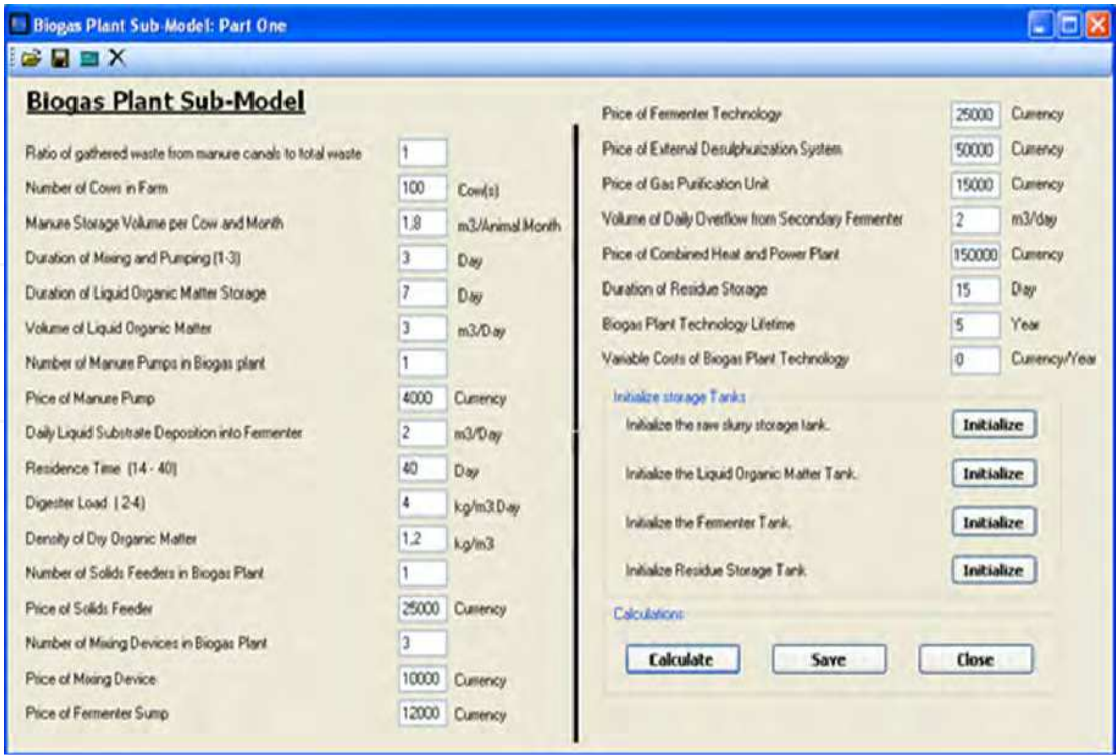 Biogas Plant Sub-Model: Part One
Biogas Plant Sub-Model
Ratio of gathered waste from manure canals to total waste 1
Number of Cows in Farm 100 Cow(s)
Manure Storage Volume per Cow and Month 1,8 m3/Animal.Month
Duration of Mixing and Pumping (1-3) 3 Day
Duration of Liquid Organic Matter Storage 7 Day
Volume of Liquid Organic Matter 3 m3/Day
Number of Manure Pumps in Biogas plant 1
Price of Manure Pump 4000 Currency
Daily Liquid Substrate Deposition into Fermenter 2 m3/Day
Residence Time (14 - 40) 40 Day
Digester Load ( 2-4) 4 kg/m3.Day
Density of Dry Organic Matter 1,2 kg/m3
Number of Solids Feeders in Biogas Plant 1
Price of Solids Feeder 25000 Currency
Number of Mixing Devices in Biogas Plant 3
Price of Mixing Device 10000 Currency
Price of Fermenter Sump 12000 Currency
Price of Fermenter Technology 25000 Currency
Price of External Desulphurization System 50000 Currency
Price of Gas Purification Unit 15000 Currency
Volume of Daily Overflow from Secondary Fermenter 2 m3/day
Price of Combined Heat and Power Plant 150000 Currency
Duration of Residue Storage 15 Day
Biogas Plant Technology Lifetime 5 Year
Variable Costs of Biogas Plant Technology 0 Currency/Year
Initialize storage Tanks
Initialize the raw slurry storage tank. Initialize
Initialize the Liquid Organic Matter Tank. Initialize
Initialize the Fermenter Tank. Initialize
Initialize Residue Storage Tank Initialize
Calculations
Calculate Save Close